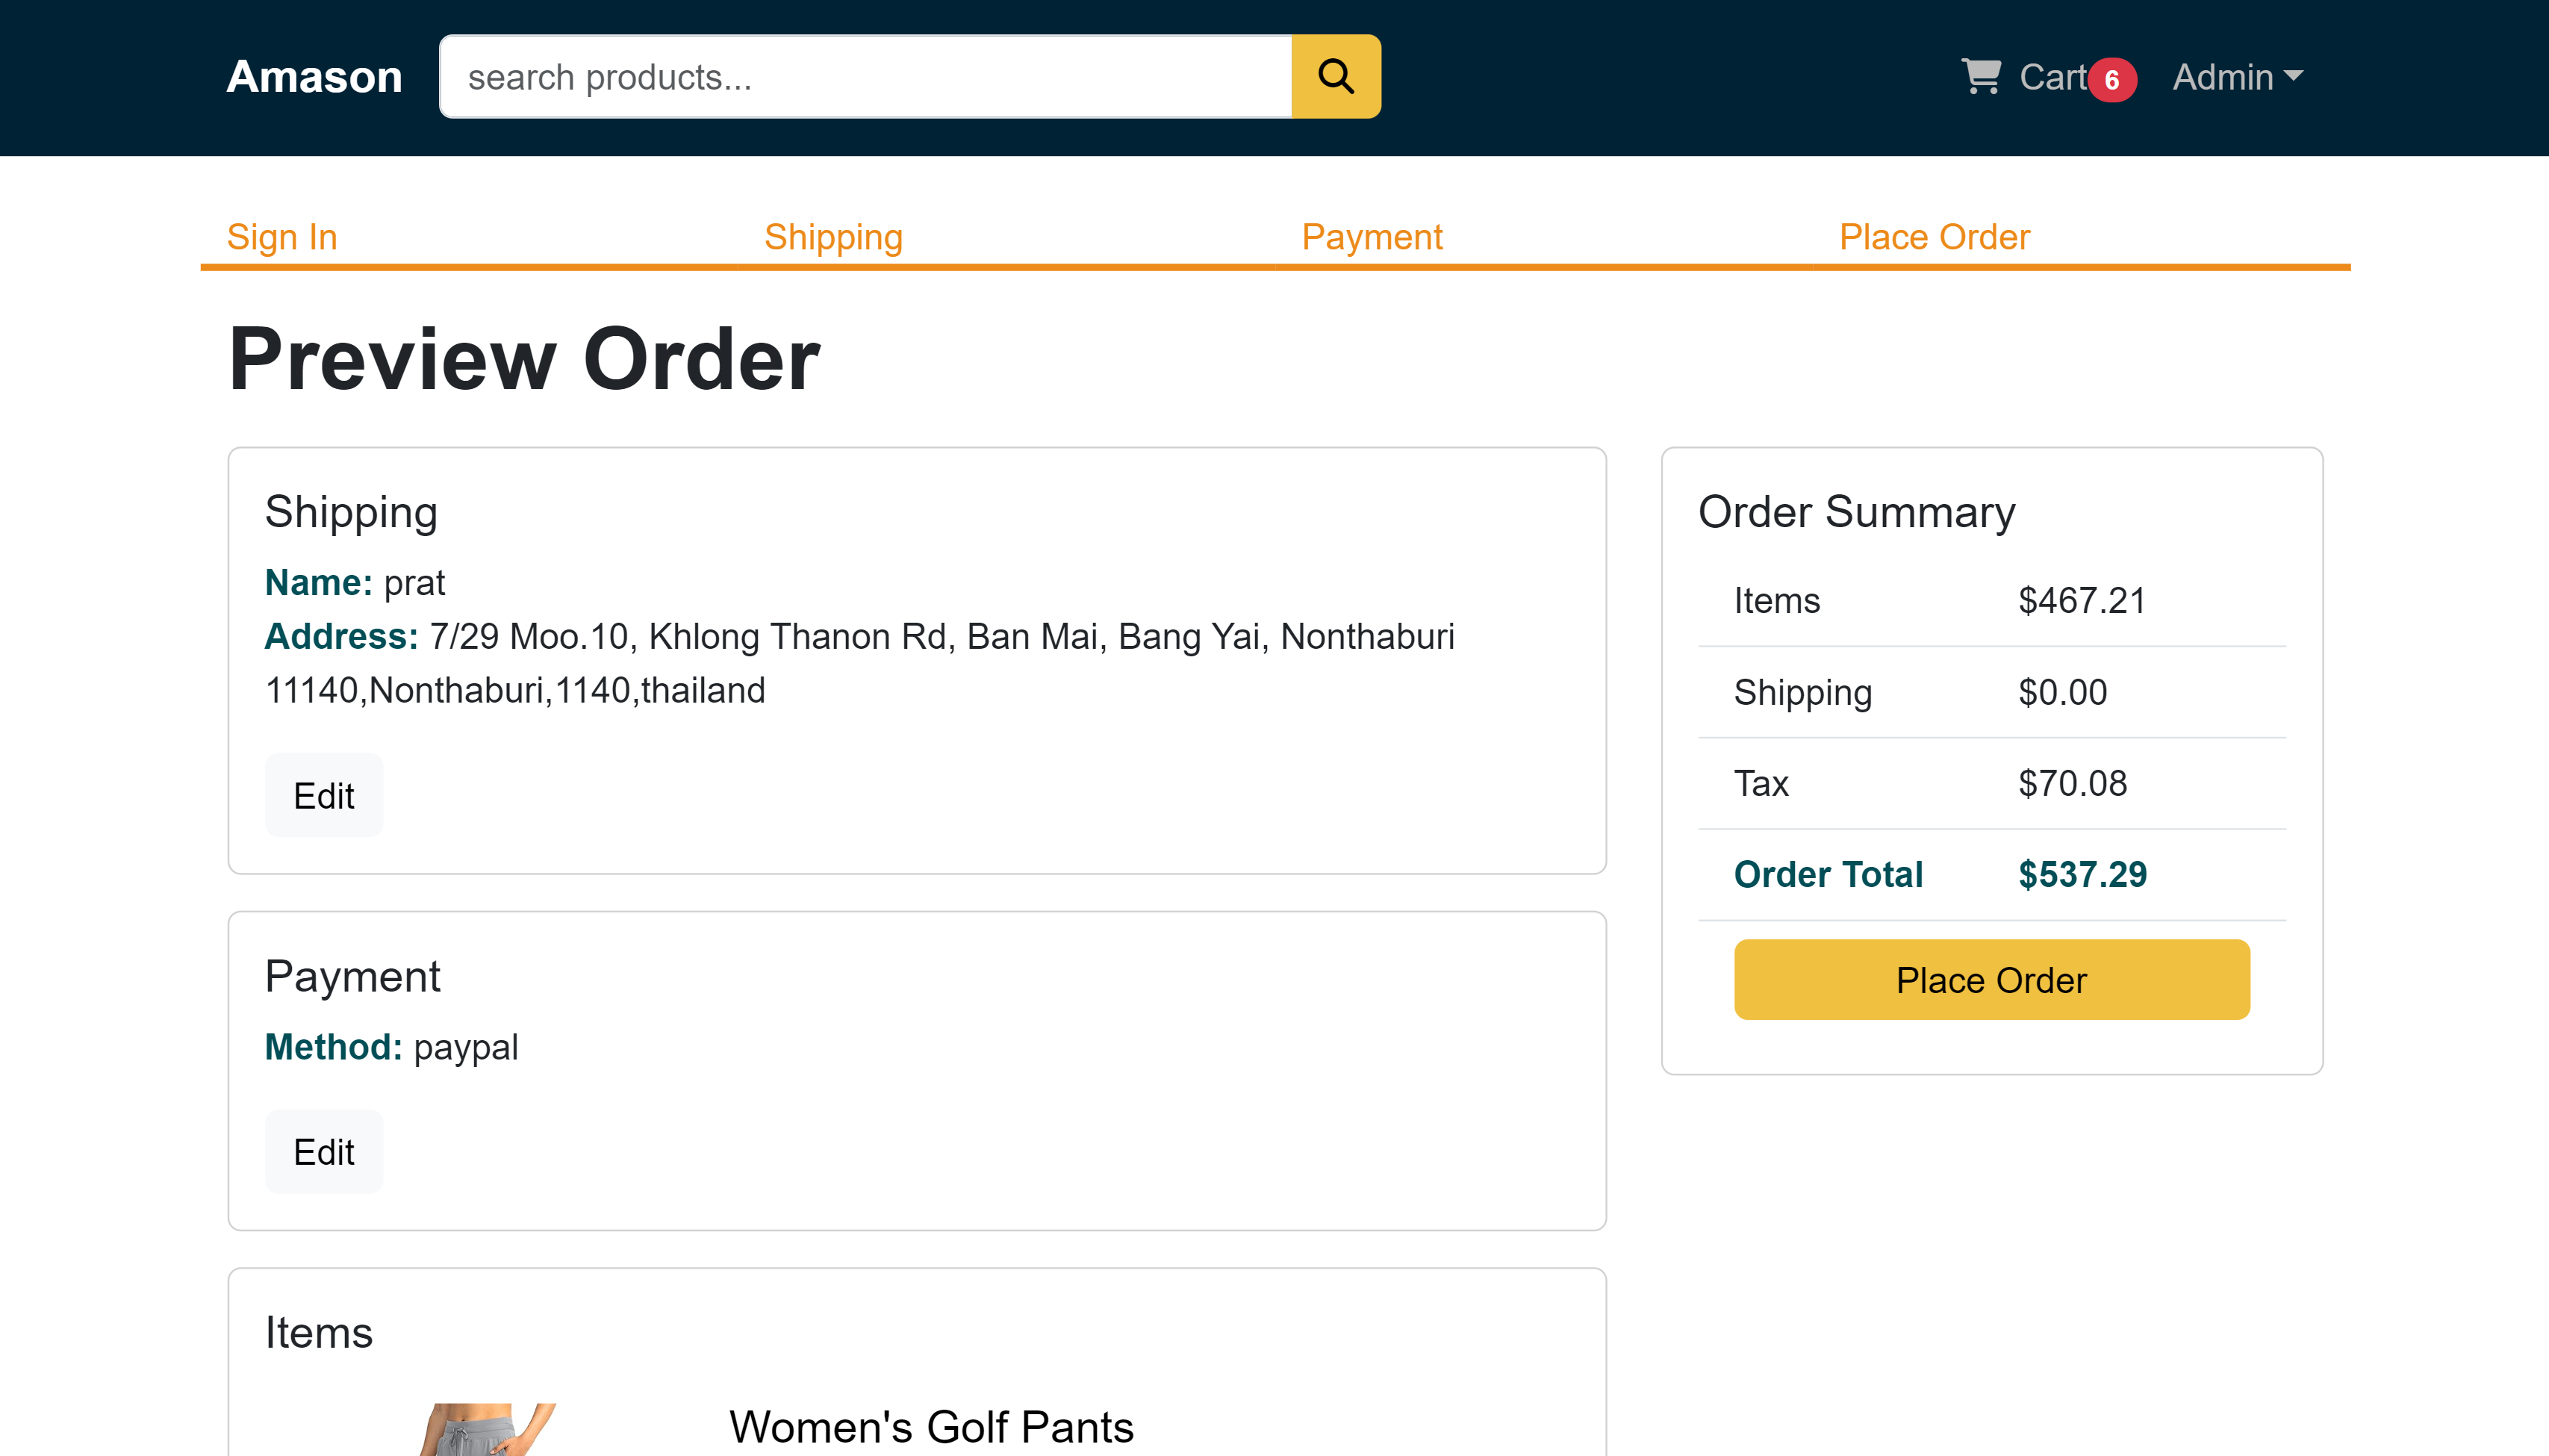 Amason
search products...
Cart 6
Admin
Sign In
Shipping
Payment
Place Order
Preview Order
Shipping
Name: prat
Address: 7/29 Moo.10, Khlong Thanon Rd, Ban Mai, Bang Yai, Nonthaburi
11140,Nonthaburi,1140,thailand
Edit
Payment
Method: paypal
Edit
Items
Women's Golf Pants
Order Summary
Items $467.21
Shipping $0.00
Tax $70.08
Order Total $537.29
Place Order